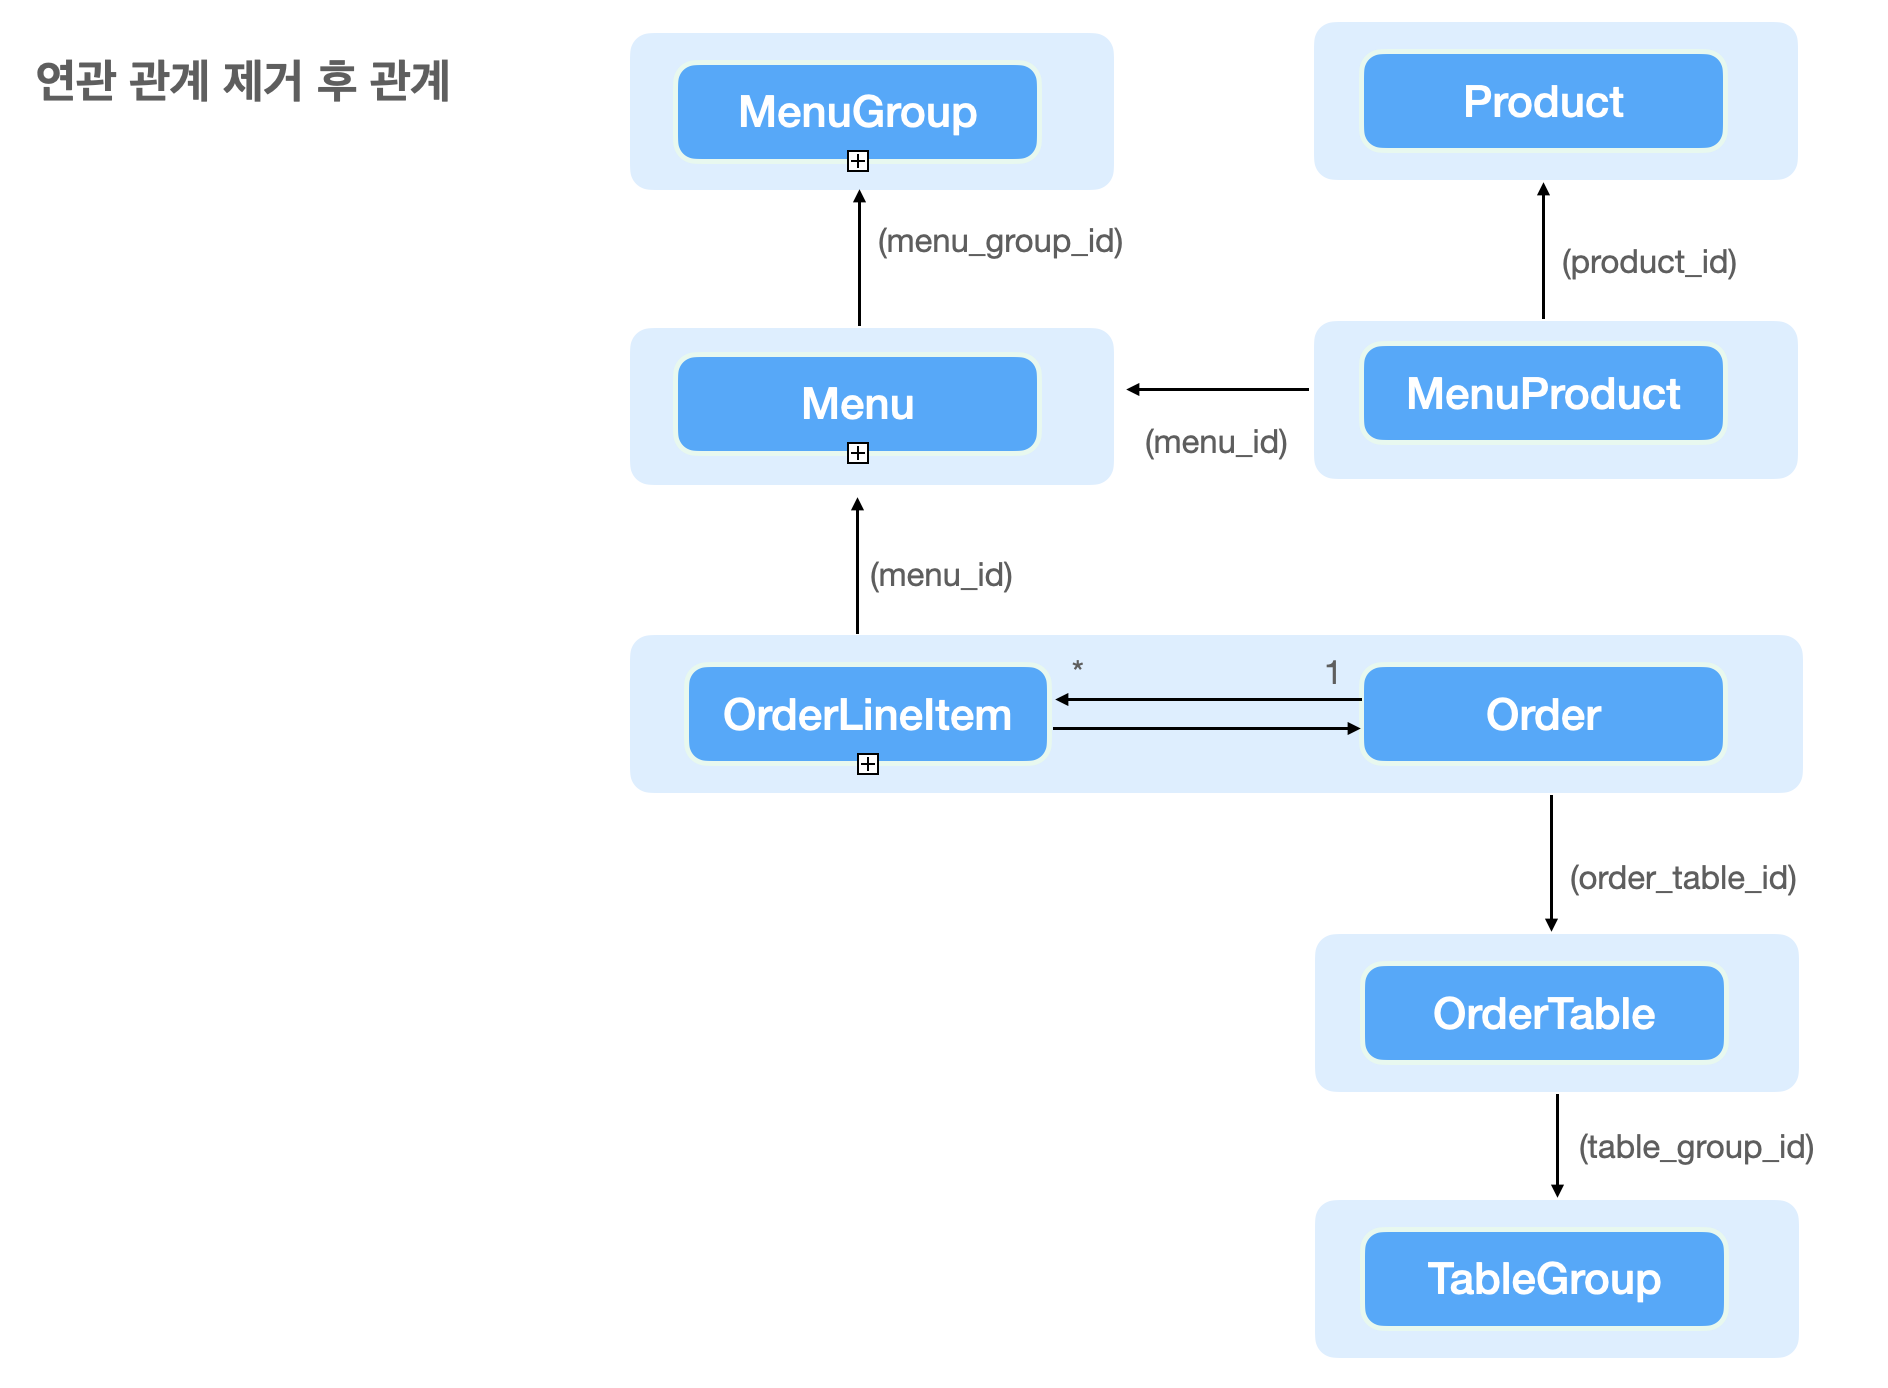 연관 관계 제거 후 관계
MenuGroup
Product
(menu_group_id)
(product_id)
Menu
MenuProduct
(menu_id)
(menu_id)
* 1
OrderLineItem
Order
(order_table_id)
OrderTable
(table_group_id)
TableGroup